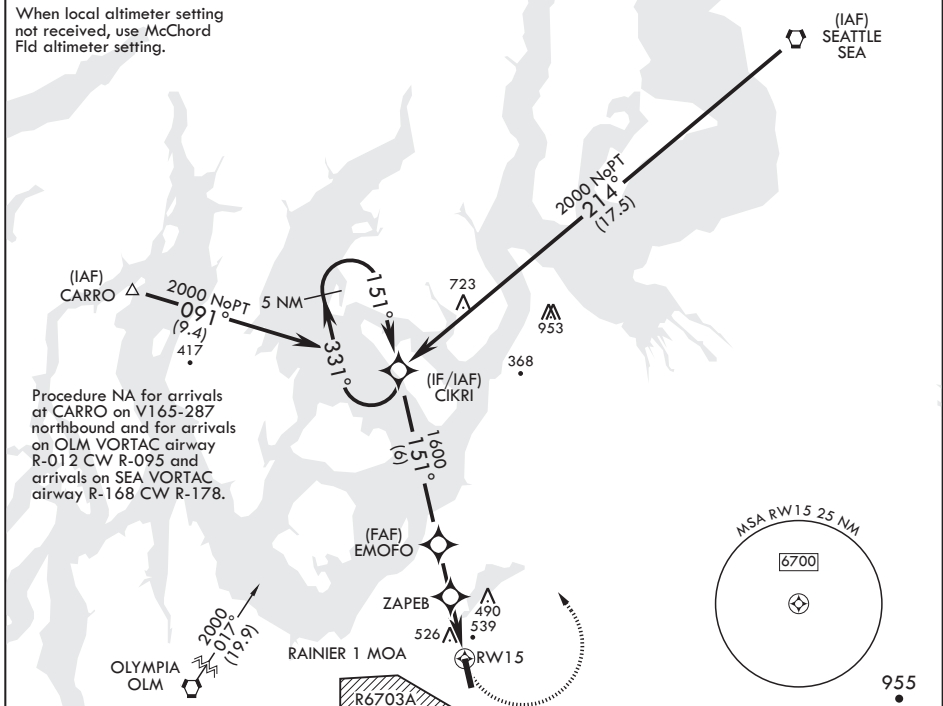 When local altimeter setting
not received, use McChord
Fld altimeter setting.
(IAF)
SEATTLE
SEA
2000 NoPT
214°
(17.5)
(IAF)
CARRO
2000 NoPT
091°
(9.4)
417
5 NM
151°
331°
723
953
368
(IF/IAF)
CIKRI
Procedure NA for arrivals
at CARRO on V165-287
northbound and for arrivals
on OLM VORTAC airway
R-012 CW R-095 and
arrivals on SEA VORTAC
airway R-168 CW R-178.
1600
151°
(6)
(FAF)
EMOFO
ZAPEB
490
539
526
RW15
RAINIER 1 MOA
R6703A
2000
017°
(19.9)
OLYMPIA
OLM
MSA RW15 25 NM
6700
955